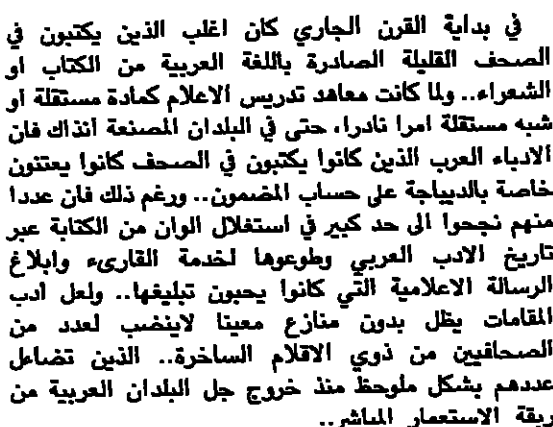 في بداية القرن الجاري كان اغلب الذين يكتبون في
الصحف القليلة الصادرة باللغة العربية من الكتاب او
الشعراء.. ولما كانت معاهد تدريس الاعلام كمادة مستقلة او
شبه مستقلة امرا نادرا، حتى في البلدان المصنعة انذاك فان
الادباء العرب الذين كانوا يكتبون في الصحف كانوا يعتنون
خاصة بالديباجة على حساب المضمون.. ورغم ذلك فان عددا
منهم نجحوا الى حد كبير في استغلال الوان من الكتابة عبر
تاريخ الادب العربي وطوعوها لخدمة القارىء وابلاغ
الرسالة الاعلامية التي كانوا يحبون تبليغها.. ولعل ادب
المقامات يظل بدون منازع معينا لاينضب لعدد من
الصحافيين من ذوي الاقلام الساخرة.. الذين تضاءل
عددهم بشكل ملوحظ منذ خروج جل البلدان العربية من
ربقة الاستعمار المباشر..